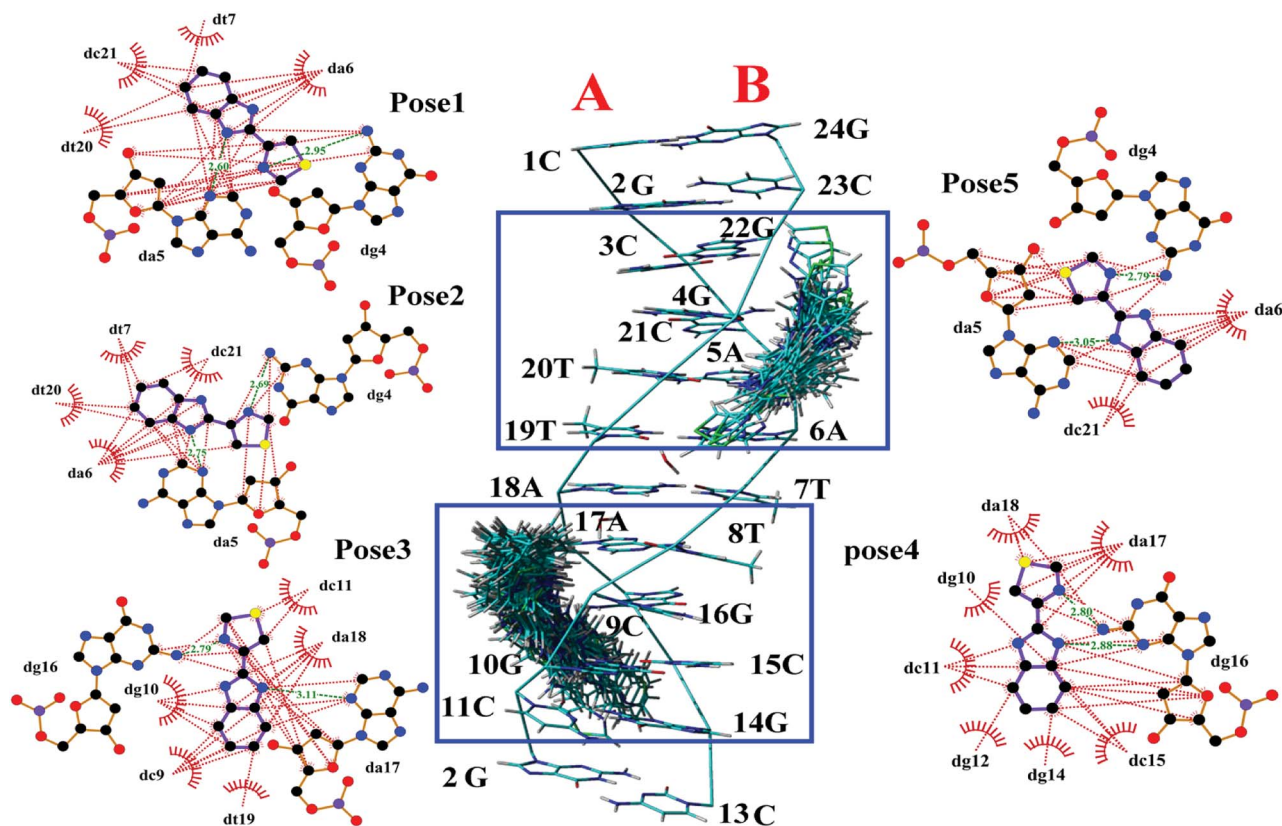 dt7
dc21
da6
Pose1
dt20
2.60
2.95
da5
dg4
Pose2
dt7
dc21
dt20
2.69
dg4
da6
2.75
da5
Pose3
dc11
da18
2.79
dg16
dg10
3.11
dc9
da17
dt19
A
B
24G
1C
2G
23C
22G
3C
4G
21C
5A
20T
19T
6A
18A
7T
17A
8T
16G
9C
10G
15C
11C
14G
2 G
13 C
dg4
Pose5
2.79
da6
da5
3.05
dc21
pose4
da18
da17
dg10
2.80
2.88
dc11
dg16
dg12
dg14
dc15